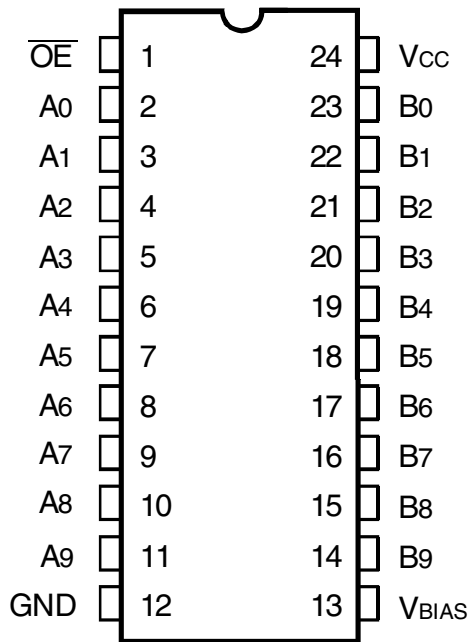 O̅E̅ 1 24 VCC
A0 2 23 B0
A1 3 22 B1
A2 4 21 B2
A3 5 20 B3
A4 6 19 B4
A5 7 18 B5
A6 8 17 B6
A7 9 16 B7
A8 10 15 B8
A9 11 14 B9
GND 12 13 VBIAS